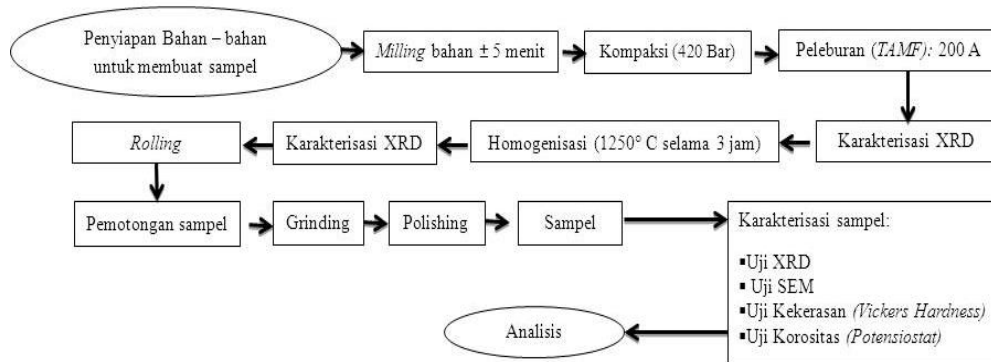 Penyiapan Bahan – bahan
untuk membuat sampel
Milling bahan ± 5 menit
Kompaksi (420 Bar)
Peleburan (TAMF): 200 A
Karakterisasi XRD
Homogenisasi (1250° C selama 3 jam)
Karakterisasi XRD
Rolling
Pemotongan sampel
Grinding
Polishing
Sampel
Karakterisasi sampel:
▪Uji XRD
▪ Uji SEM
▪Uji Kekerasan (Vickers Hardness)
▪Uji Korositas (Potensiostat)
Analisis